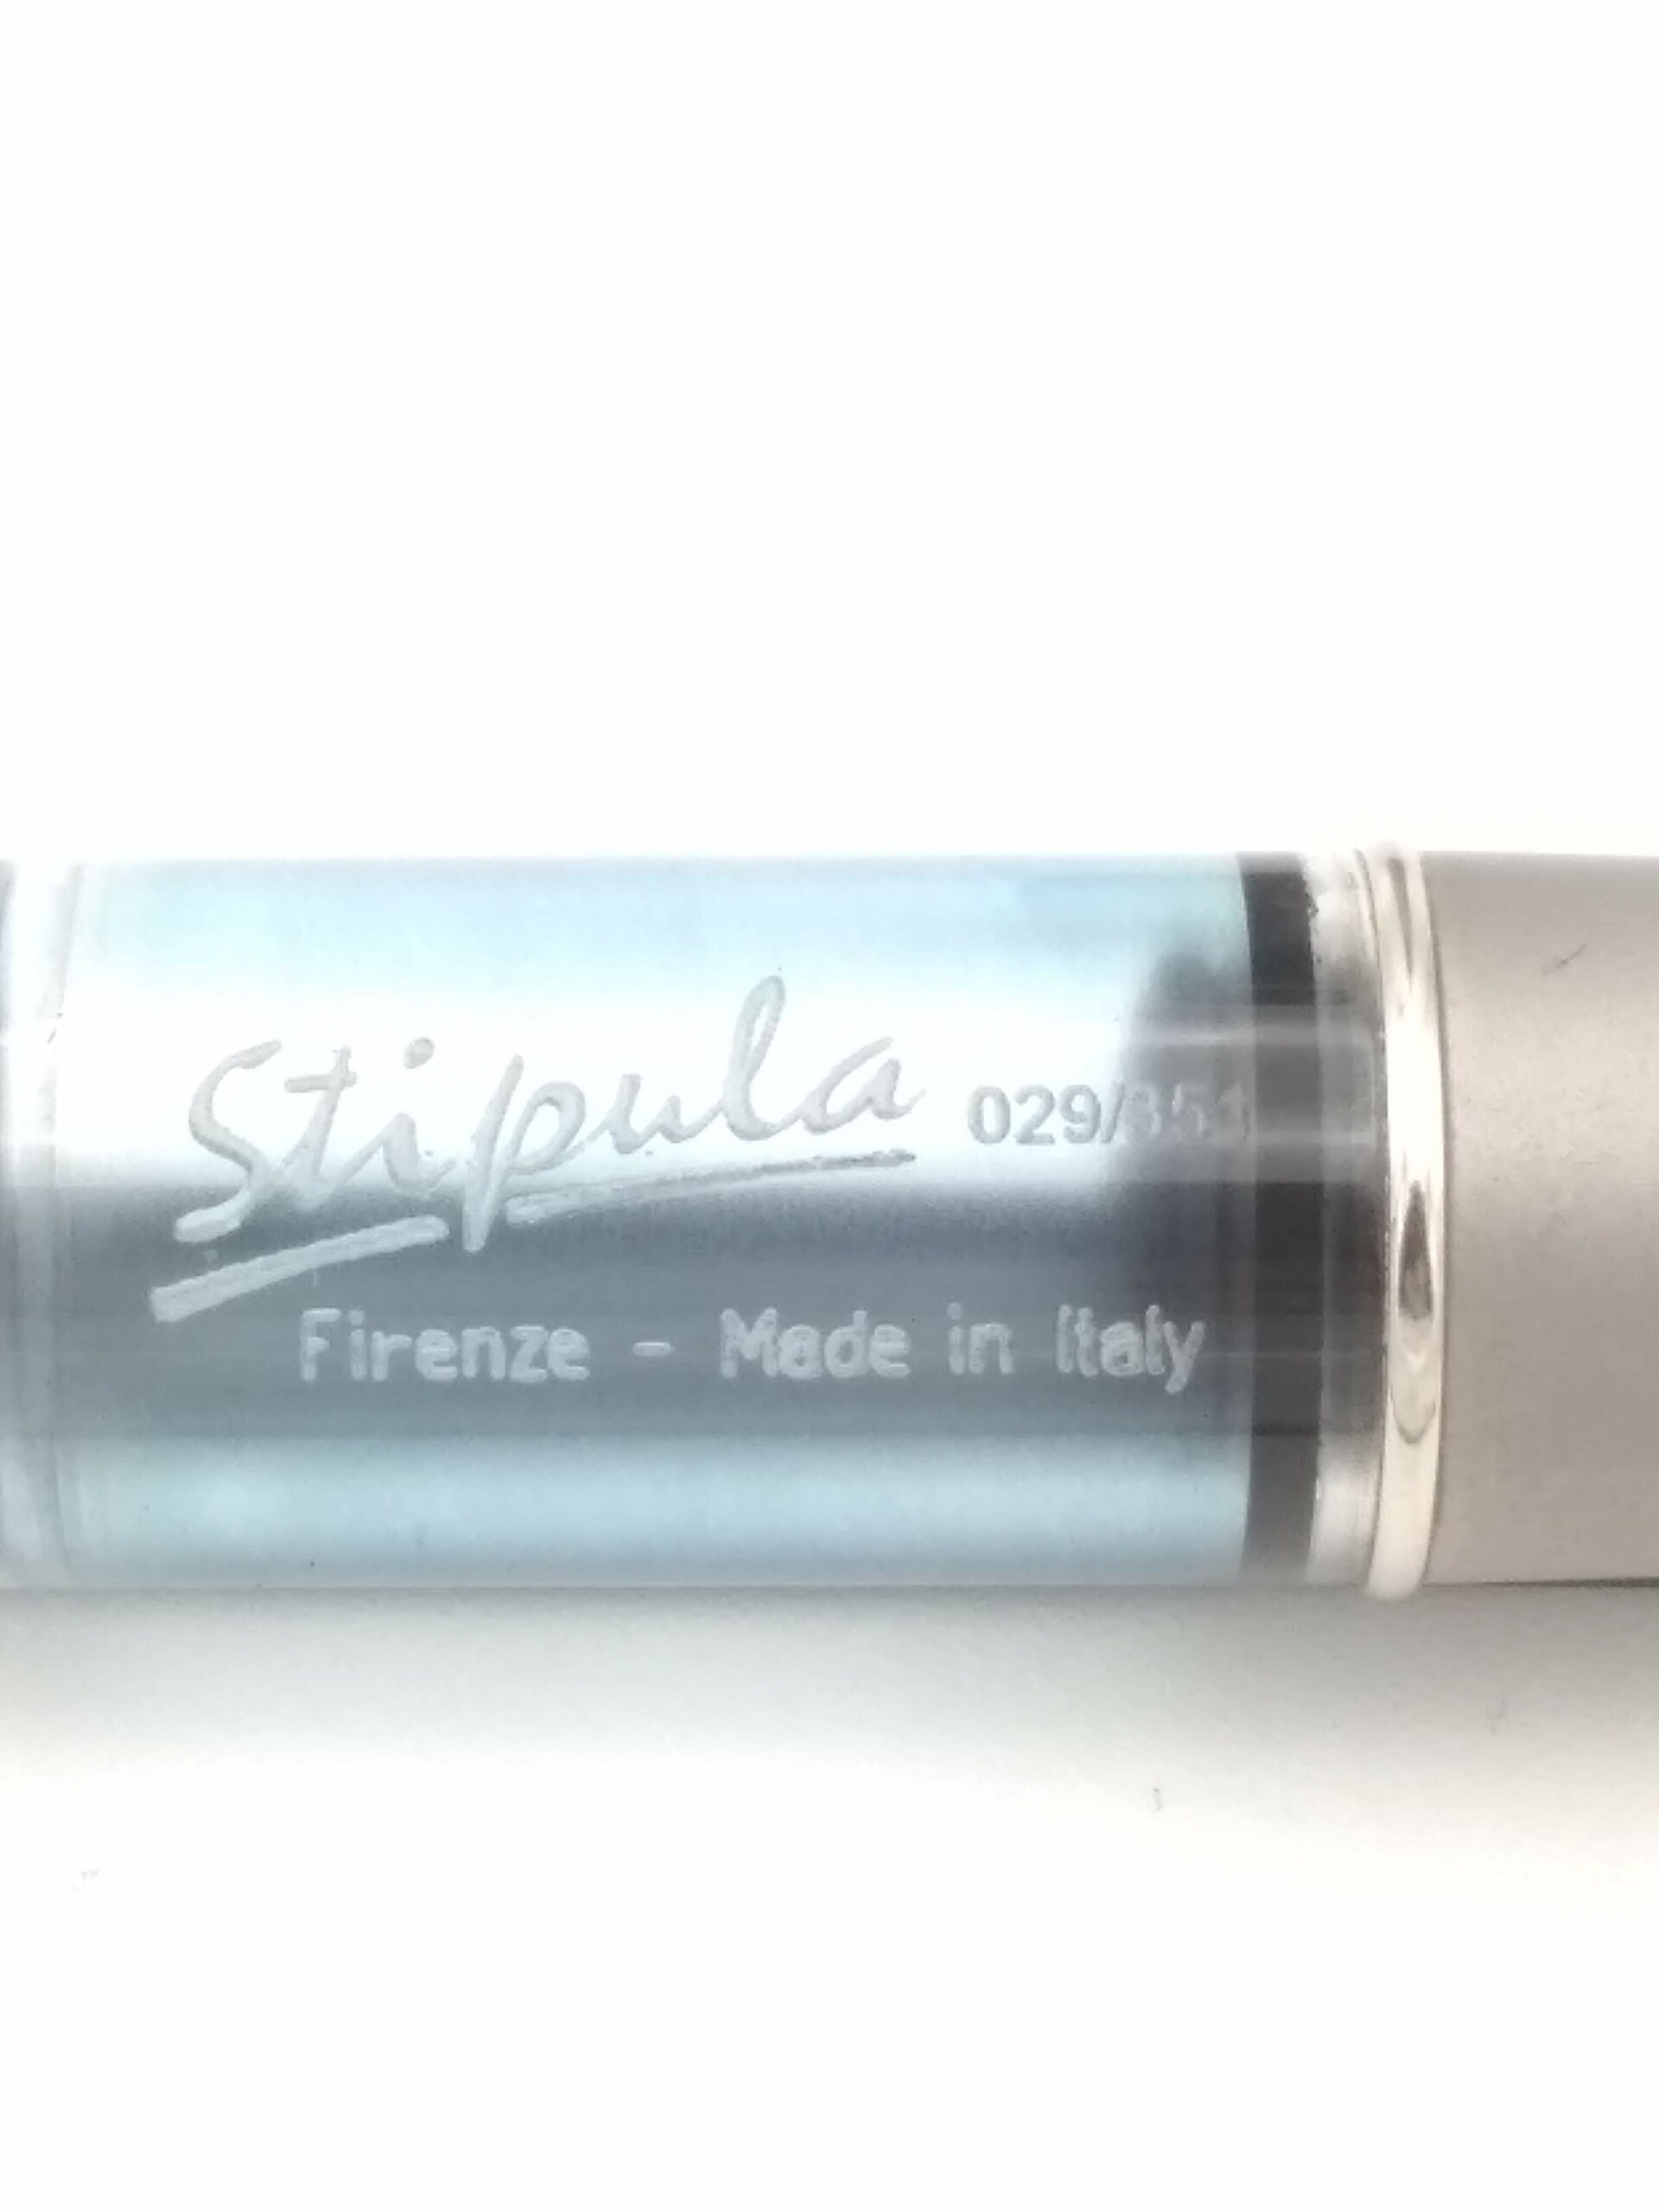 Stipula 029/351
Firenze - Made in Italy